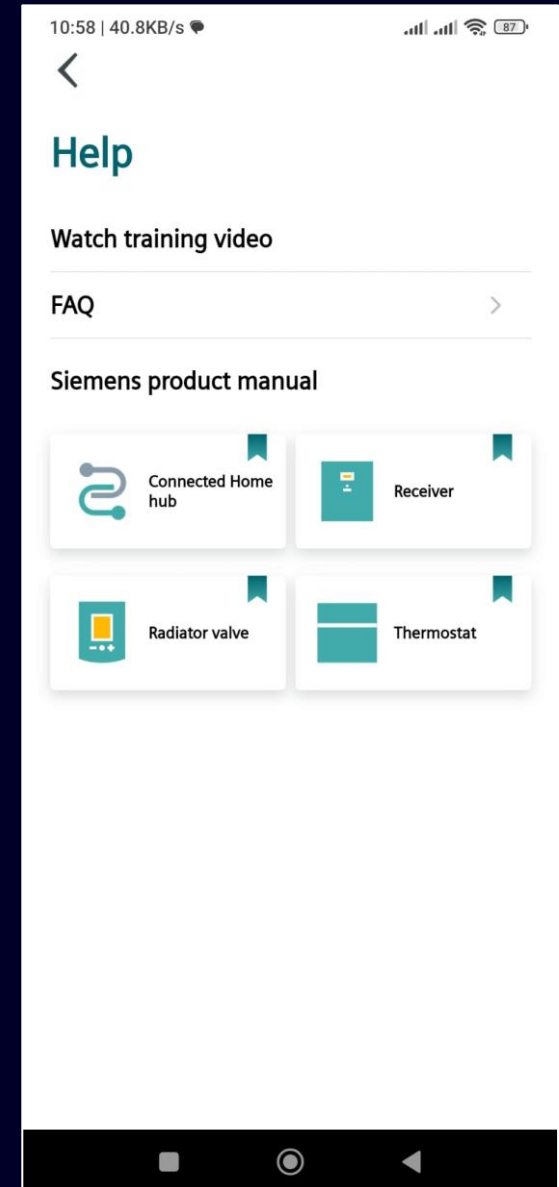 10:58 | 40.8KB/s
87
Help
Watch training video
FAQ
Siemens product manual
Connected Home
hub
Receiver
Radiator valve
Thermostat